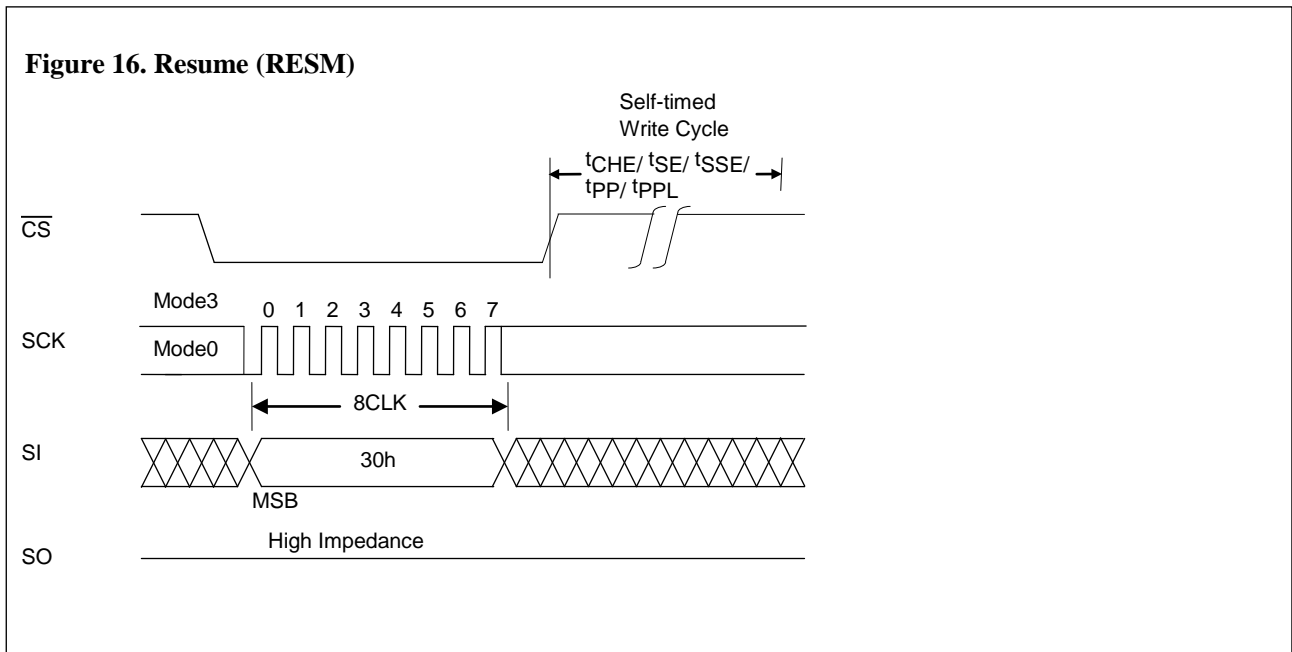 Figure 16. Resume (RESM)
Self-timed
Write Cycle
tCHE/ tSE/ tSSE/
tPP/ tPPL
CS
Mode3
0 1 2 3 4 5 6 7
SCK
Mode0
8CLK
SI
30h
MSB
High Impedance
SO